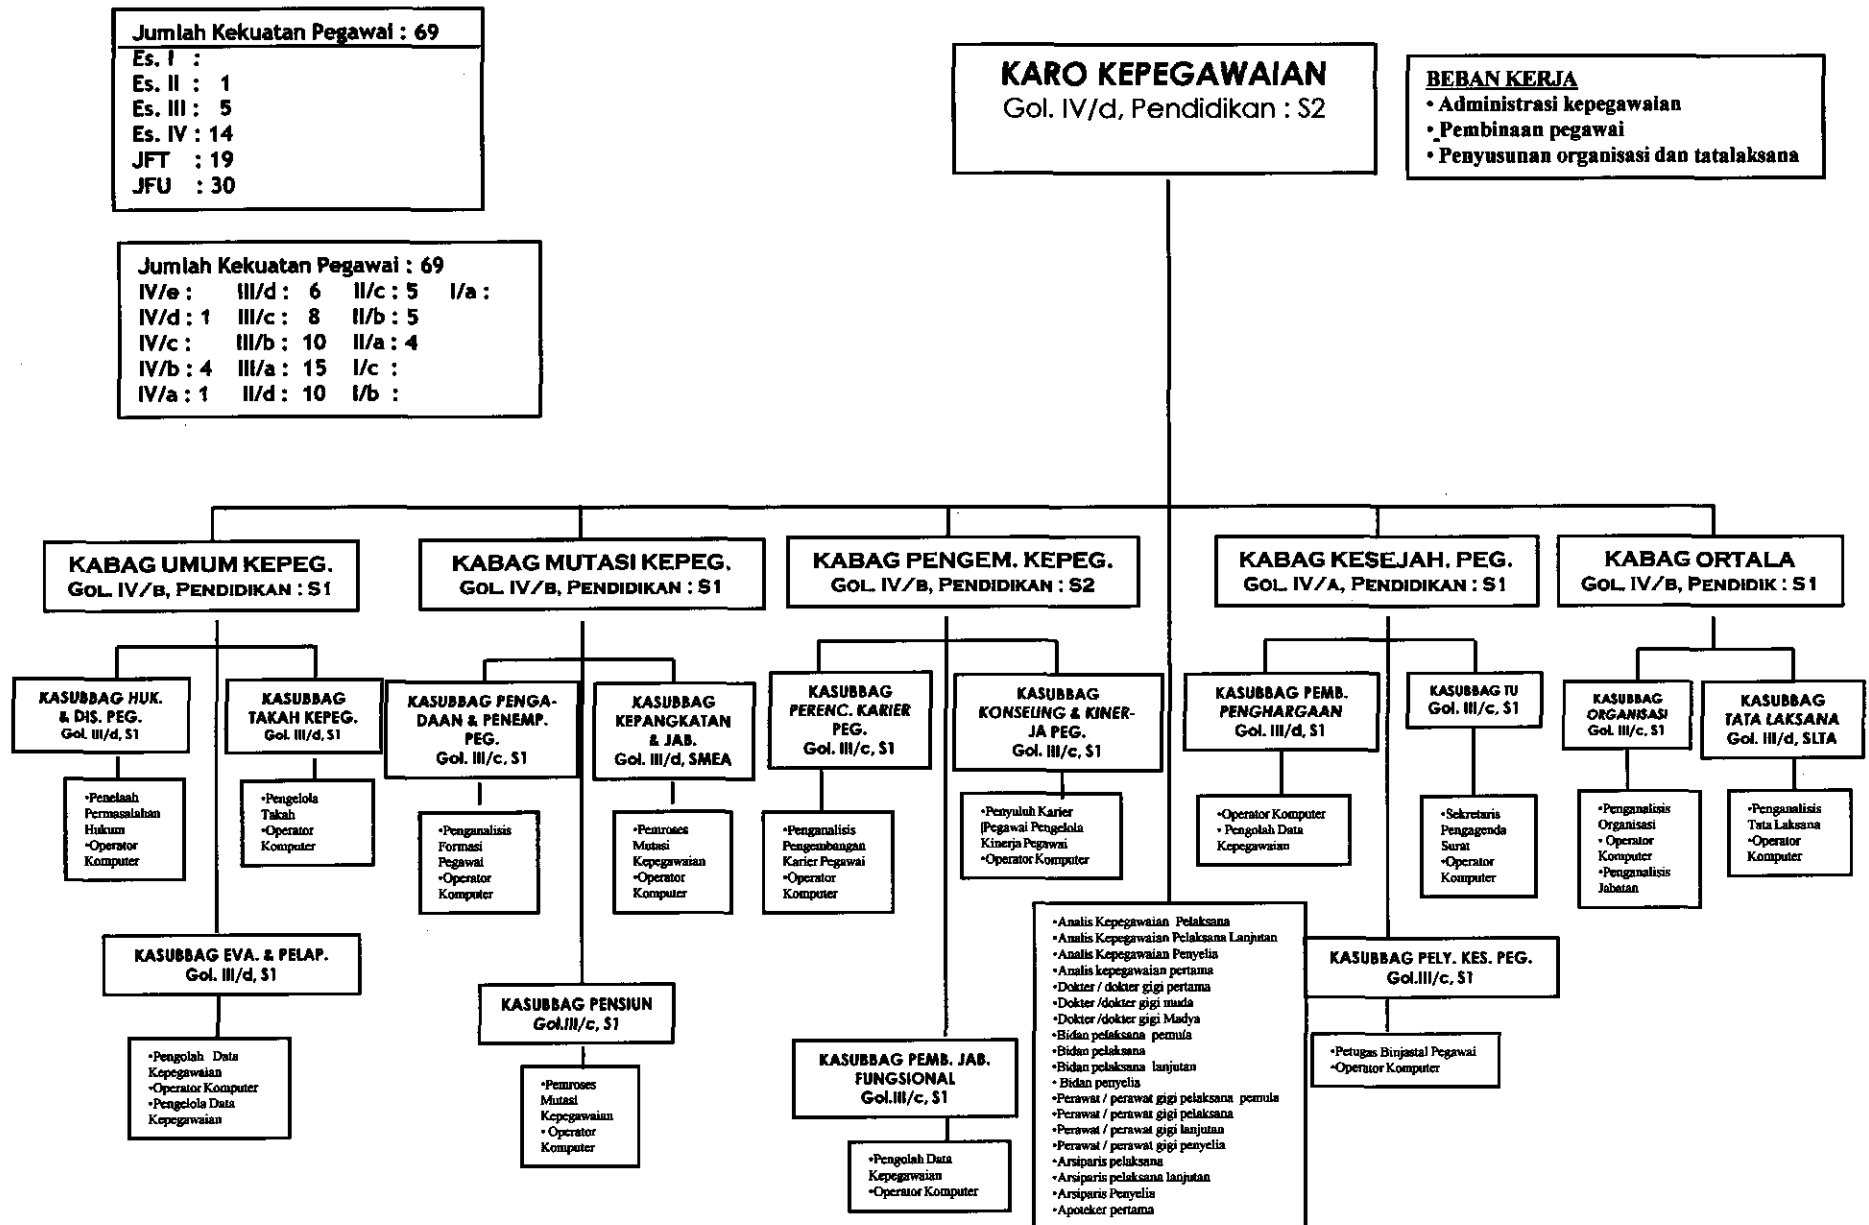 Jumlah Kekuatan Pegawai : 69
Es. I :
Es. II : 1
Es. III : 5
Es. IV : 14
JFT : 19
JFU : 30
Jumlah Kekuatan Pegawai : 69
IV/e : III/d : 6 II/c : 5 I/a :
IV/d : 1 III/c : 8 II/b : 5
IV/c : III/b : 10 II/a : 4
IV/b : 4 III/a : 15 I/c :
IV/a : 1 II/d : 10 I/b :
KARO KEPEGAWAIAN
Gol. IV/d, Pendidikan : S2
BEBAN KERJA
• Administrasi kepegawaian
• Pembinaan pegawai
• Penyusunan organisasi dan tatalaksana
KABAG UMUM KEPEG.
GOL. IV/B, PENDIDIKAN : S1
KABAG MUTASI KEPEG.
GOL. IV/B, PENDIDIKAN : S1
KABAG PENGEM. KEPEG.
GOL. IV/B, PENDIDIKAN : S2
KABAG KESEJAH. PEG.
GOL. IV/A, PENDIDIKAN : S1
KABAG ORTALA
GOL. IV/B, PENDIDIK : S1
KASUBBAG HUK.
& DIS. PEG.
Gol. III/d, S1
KASUBBAG
TAKAH KEPEG.
Gol. III/d, S1
KASUBBAG PENGA-
DAAN & PENEMP.
PEG.
Gol. III/c, S1
KASUBBAG
KEPANGKATAN
& JAB.
Gol. III/d, SMEA
KASUBBAG
PERENC. KARIER
PEG.
Gol. III/c, S1
KASUBBAG
KONSELING & KINER-
JA PEG.
Gol. III/c, S1
KASUBBAG PEMB.
PENGHARGAAN
Gol. III/d, S1
KASUBBAG TU
Gol. III/c, S1
KASUBBAG
ORGANISASI
Gol. III/c, S1
KASUBBAG
TATA LAKSANA
Gol. III/d, SLTA
•Penelaah
Permasalahan
Hukum
•Operator
Komputer
•Pengelola
Takah
•Operator
Komputer
•Penganalisis
Formasi
Pegawai
•Operator
Komputer
•Pemroses
Mutasi
Kepegawaian
•Operator
Komputer
•Penganalisis
Pengembangan
Karier Pegawai
•Operator
Komputer
•Penyuluh Karier
Pegawai Pengelola
Kinerja Pegawai
•Operator Komputer
•Operator Komputer
• Pengolah Data
Kepegawaian
•Sekretaris
Pengagenda
Surat
•Operator
Komputer
•Penganalisis
Organisasi
• Operator
Komputer
•Penganalisis
Jabatan
•Penganalisis
Tata Laksana
•Operator
Komputer
KASUBBAG EVA. & PELAP.
Gol. III/d, S1
KASUBBAG PENSIUN
Gol.III/c, S1
KASUBBAG PEMB. JAB.
FUNGSIONAL
Gol.III/c, S1
KASUBBAG PELY. KES. PEG.
Gol.III/c, S1
•Pengolah Data
Kepegawaian
•Operator Komputer
•Pengelola Data
Kepegawaian
•Pemroses
Mutasi
Kepegawaian
• Operator
Komputer
•Pengolah Data
Kepegawaian
•Operator Komputer
•Analis Kepegawaian Pelaksana
•Analis Kepegawaian Pelaksana Lanjutan
•Analis Kepegawaian Penyelia
•Analis kepegawaian pertama
•Dokter / dokter gigi pertama
•Dokter /dokter gigi muda
•Dokter /dokter gigi Madya
•Bidan pelaksana pemula
•Bidan pelaksana
•Bidan pelaksana lanjutan
• Bidan penyelia
•Perawat / perawat gigi pelaksana pemula
•Perawat / perawat gigi pelaksana
•Perawat / perawat gigi lanjutan
•Perawat / perawat gigi penyelia
•Arsiparis pelaksana
•Arsiparis pelaksana lanjutan
•Arsiparis Penyelia
•Apoteker pertama
•Petugas Binjastal Pegawai
•Operator Komputer